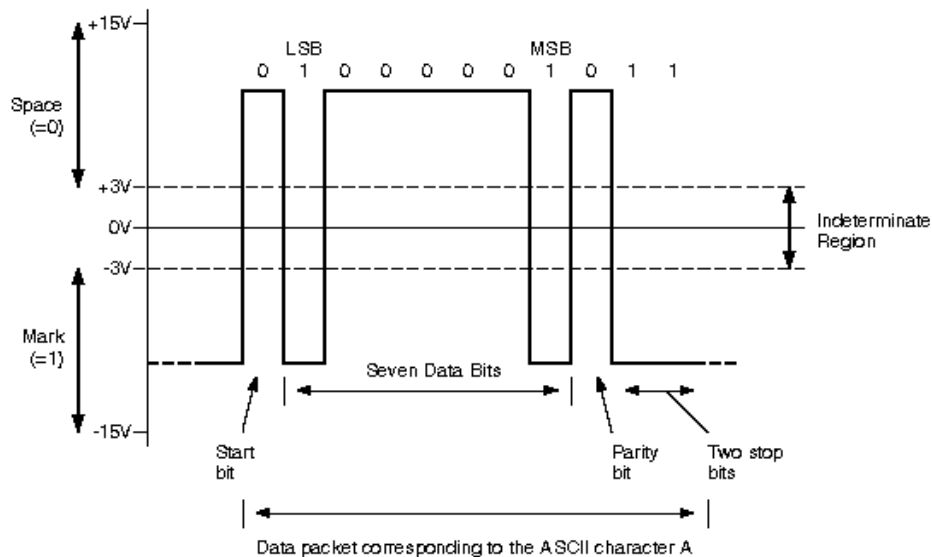 +15V
LSB MSB
0 1 0 0 0 0 0 1 0 1 1
Space
(=0)
+3V
0V
Indeterminate
Region
-3V
Mark
(=1)
Seven Data Bits
-15V
Start
bit
Parity
bit
Two stop
bits
Data packet corresponding to the ASCII character A